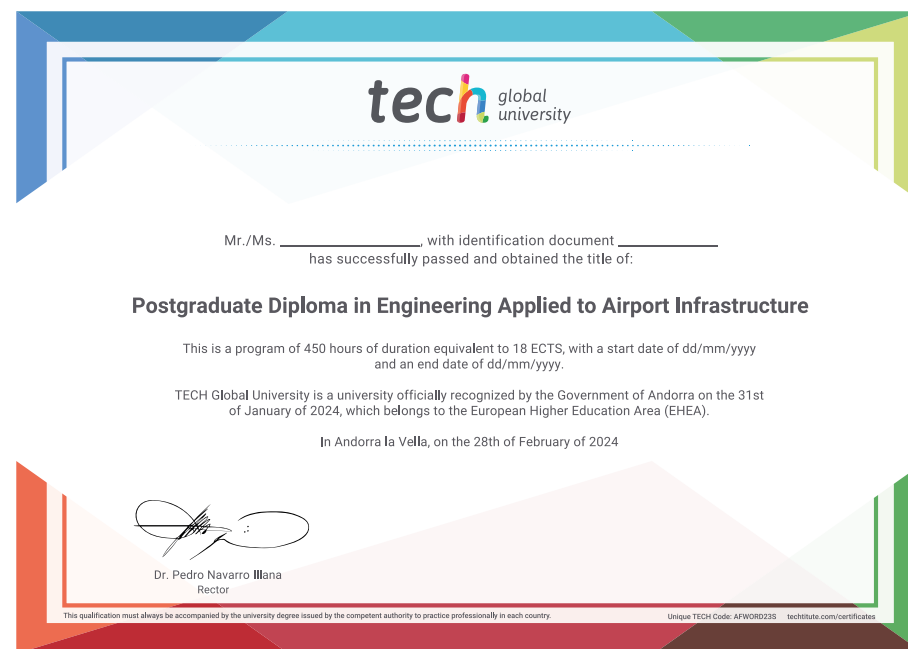 tech global university
Mr./Ms. ____________, with identification document ____________
has successfully passed and obtained the title of:
Postgraduate Diploma in Engineering Applied to Airport Infrastructure
This is a program of 450 hours of duration equivalent to 18 ECTS, with a start date of dd/mm/yyyy
and an end date of dd/mm/yyyy.
TECH Global University is a university officially recognized by the Government of Andorra on the 31st
of January of 2024, which belongs to the European Higher Education Area (EHEA).
In Andorra la Vella, on the 28th of February of 2024
Dr. Pedro Navarro Illana
Rector
This qualification must always be accompanied by the university degree issued by the competent authority to practice professionally in each country.
Unique TECH Code: AFWORD23S techtitute.com/certificates